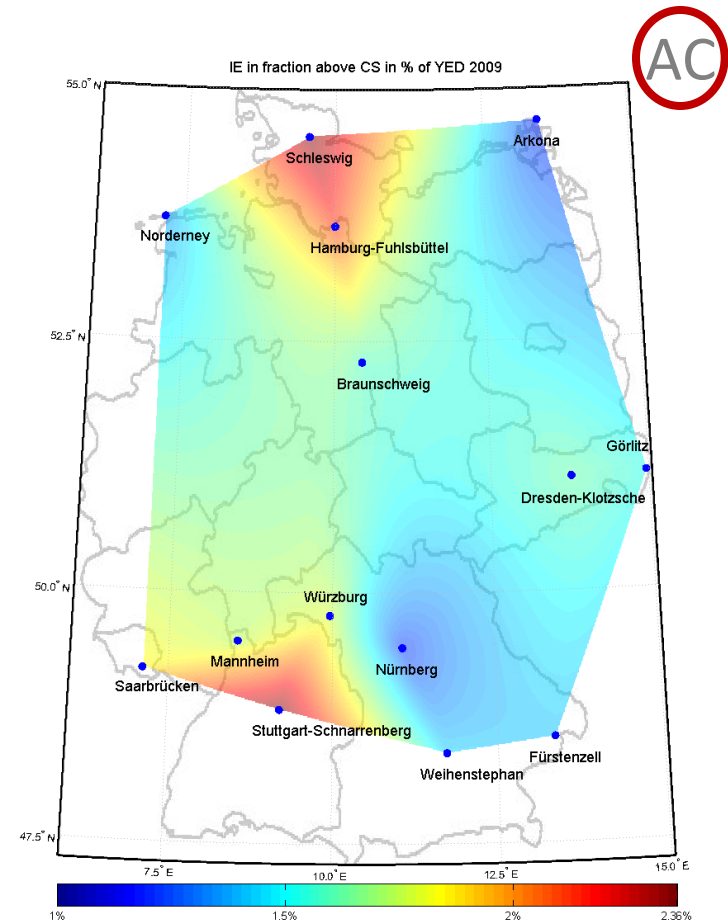 AC
IE in fraction above CS in % of YED 2009
55.0° N
Arkona
Schleswig
Norderney
Hamburg-Fuhlsbüttel
52.5° N
Braunschweig
Görlitz
Dresden-Klotzsche
50.0° N
Würzburg
Mannheim
Nürnberg
Saarbrücken
Stuttgart-Schnarrenberg
Fürstenzell
Weihenstephan
47.5° N
7.5° E
10.0° E
12.5° E
15.0° E
1%
1.5%
2%
2.36%